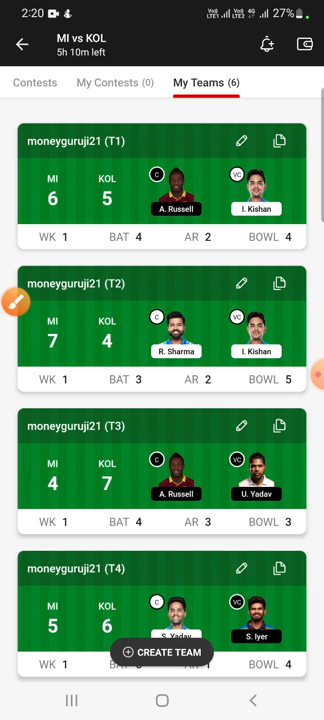 2:20 27%
MI vs KOL
5h 10m left
Contests My Contests (0) My Teams (6)
moneyguruji21 (T1)
MI KOL C VC
6 5 A. Russell I. Kishan
WK 1 BAT 4 AR 2 BOWL 4
moneyguruji21 (T2)
MI KOL C VC
7 4 R. Sharma I. Kishan
WK 1 BAT 3 AR 2 BOWL 5
moneyguruji21 (T3)
MI KOL C VC
4 7 A. Russell U. Yadav
WK 1 BAT 4 AR 3 BOWL 3
moneyguruji21 (T4)
MI KOL C VC
5 6 S. Yadav S. Iyer
CREATE TEAM
WK 1 AR 1 BOWL 4